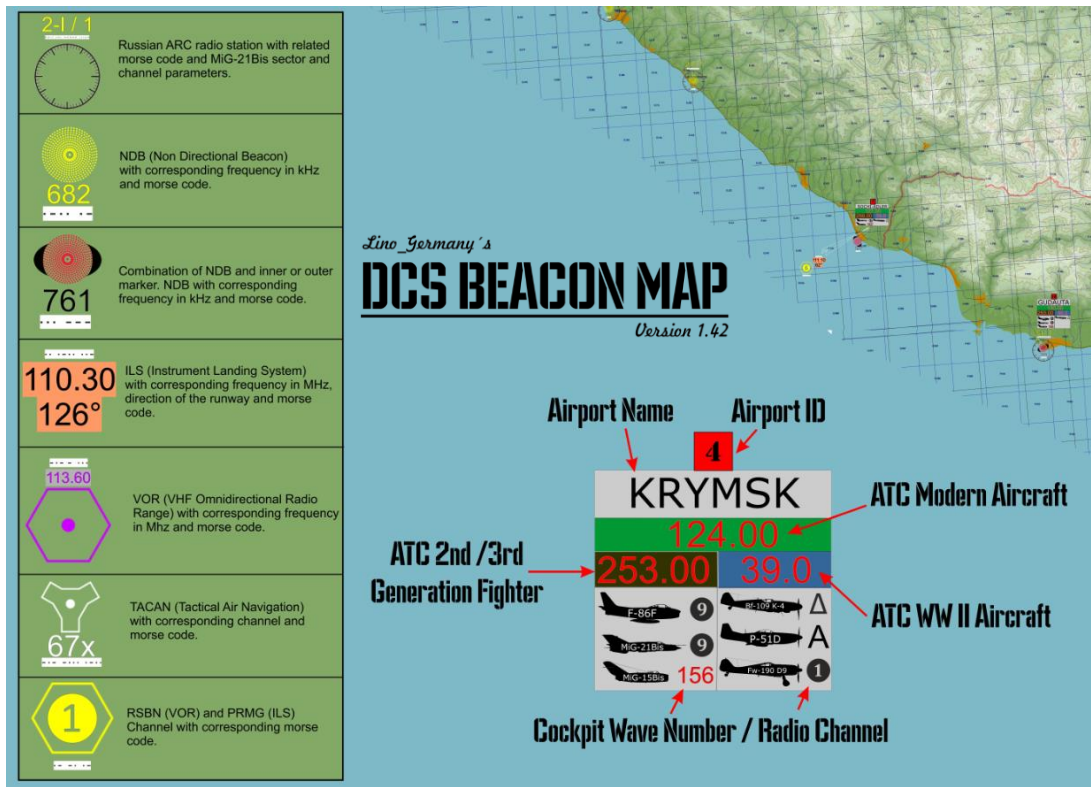 2-I / 1
Russian ARC radio station with related
morse code and MiG-21Bis sector and
channel parameters.
NDB (Non Directional Beacon)
with corresponding frequency in kHz
and morse code.
682
Combination of NDB and inner or outer
marker. NDB with corresponding
frequency in kHz and morse code.
761
110.30
126°
ILS (Instrument Landing System)
with corresponding frequency in MHz,
direction of the runway and morse
code.
113.60
VOR (VHF Omnidirectional Radio
Range) with corresponding frequency
in Mhz and morse code.
TACAN (Tactical Air Navigation)
with corresponding channel and
morse code.
67x
1
RSBN (VOR) and PRMG (ILS)
Channel with corresponding morse
code.
Lino_Germany´s
DCS BEACON MAP
Version 1.42
GUDAUTA
Airport Name
Airport ID
4
KRYMSK
124.00
ATC Modern Aircraft
ATC 2nd /3rd
Generation Fighter
253.00
39.0
ATC WW II Aircraft
F-86F
9
Bf-109 K-4
Δ
MiG-21Bis
9
P-51D
A
MiG-15Bis
156
Fw-190 D9
1
Cockpit Wave Number / Radio Channel